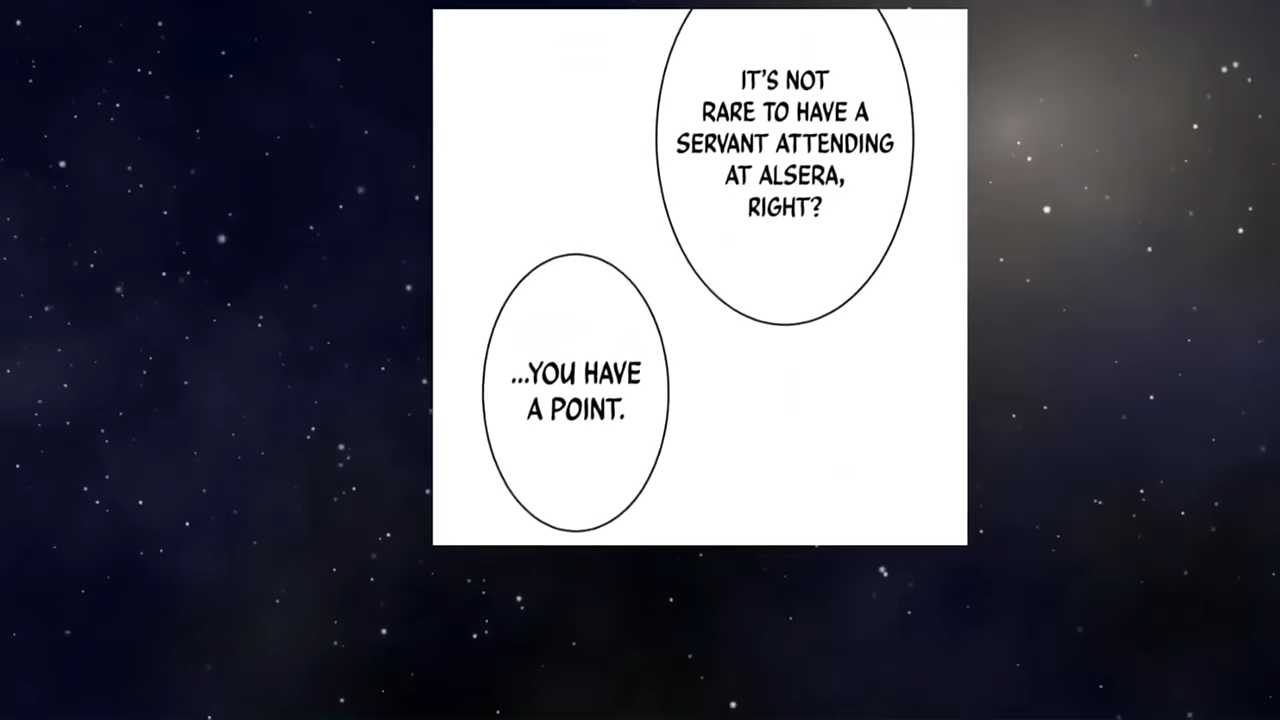 IT'S NOT
RARE TO HAVE A
SERVANT ATTENDING
AT ALSERA,
RIGHT?
...YOU HAVE
A POINT.